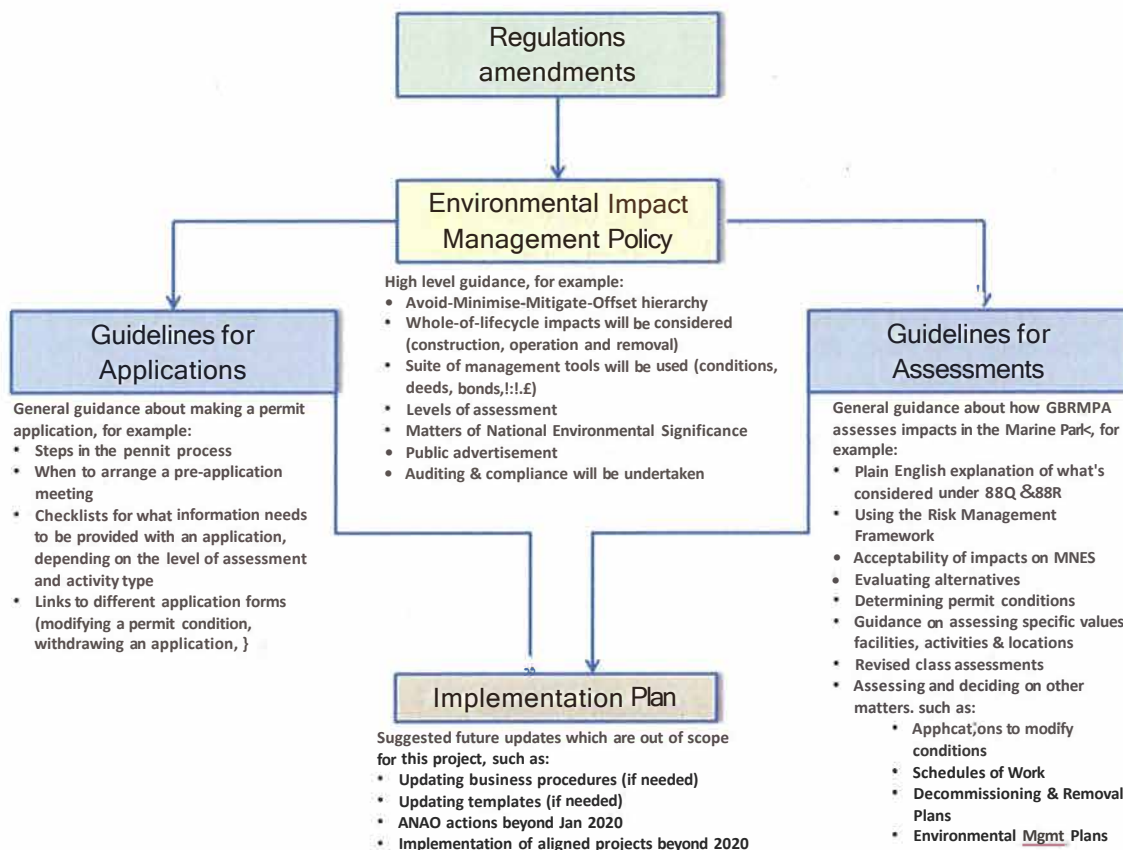 Regulations
amendments
Environmental Impact
Management Policy
High level guidance, for example:
• Avoid-Minimise-Mitigate-Offset hierarchy
• Whole-of-lifecycle impacts will be considered
(construction, operation and removal)
• Suite of management tools will be used (conditions,
deeds, bonds,!:!.£)
• Levels of assessment
• Matters of National Environmental Significance
• Public advertisement
• Auditing & compliance will be undertaken
Guidelines for
Applications
General guidance about making a permit
application, for example:
• Steps in the pennit process
• When to arrange a pre-application
meeting
• Checklists for what information needs
to be provided with an application,
depending on the level of assessment
and activity type
• Links to different application forms
(modifying a permit condition,
withdrawing an application, }
Guidelines for
Assessments
General guidance about how GBRMPA
assesses impacts in the Marine Park<, for
example:
• Plain English explanation of what's
considered under 88Q &88R
• Using the Risk Management
Framework
• Acceptability of impacts on MNES
• Evaluating alternatives
• Determining permit conditions
• Guidance on assessing specific values
facilities, activities & locations
• Revised class assessments
• Assessing and deciding on other
matters. such as:
• Apphcat,ons to modify
conditions
• Schedules of Work
• Decommissioning & Removal
Plans
• Environmental Mgmt Plans
Implementation Plan
Suggested future updates which are out of scope
for this project, such as:
• Updating business procedures (if needed)
• Updating templates (if needed)
• ANAO actions beyond Jan 2020
• Implementation of aligned projects beyond 2020